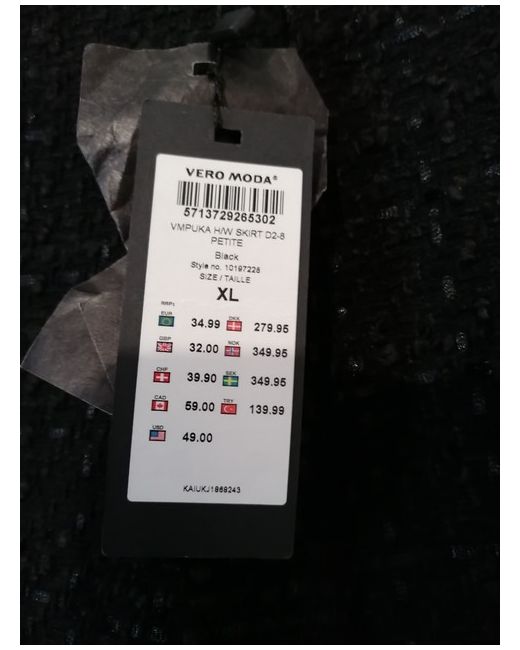 VERO MODA®
5713729265302
VMPUKA H/W SKIRT D2-8
PETITE
Black
Style no. 10197228
SIZE / TAILLE
XL
RRP:
EUR 34.99 DKK 279.95
GBP 32.00 NOK 349.95
CHF 39.90 SEK 349.95
CAD 59.00 TRY 139.99
USD 49.00
KAIUKJ1868243